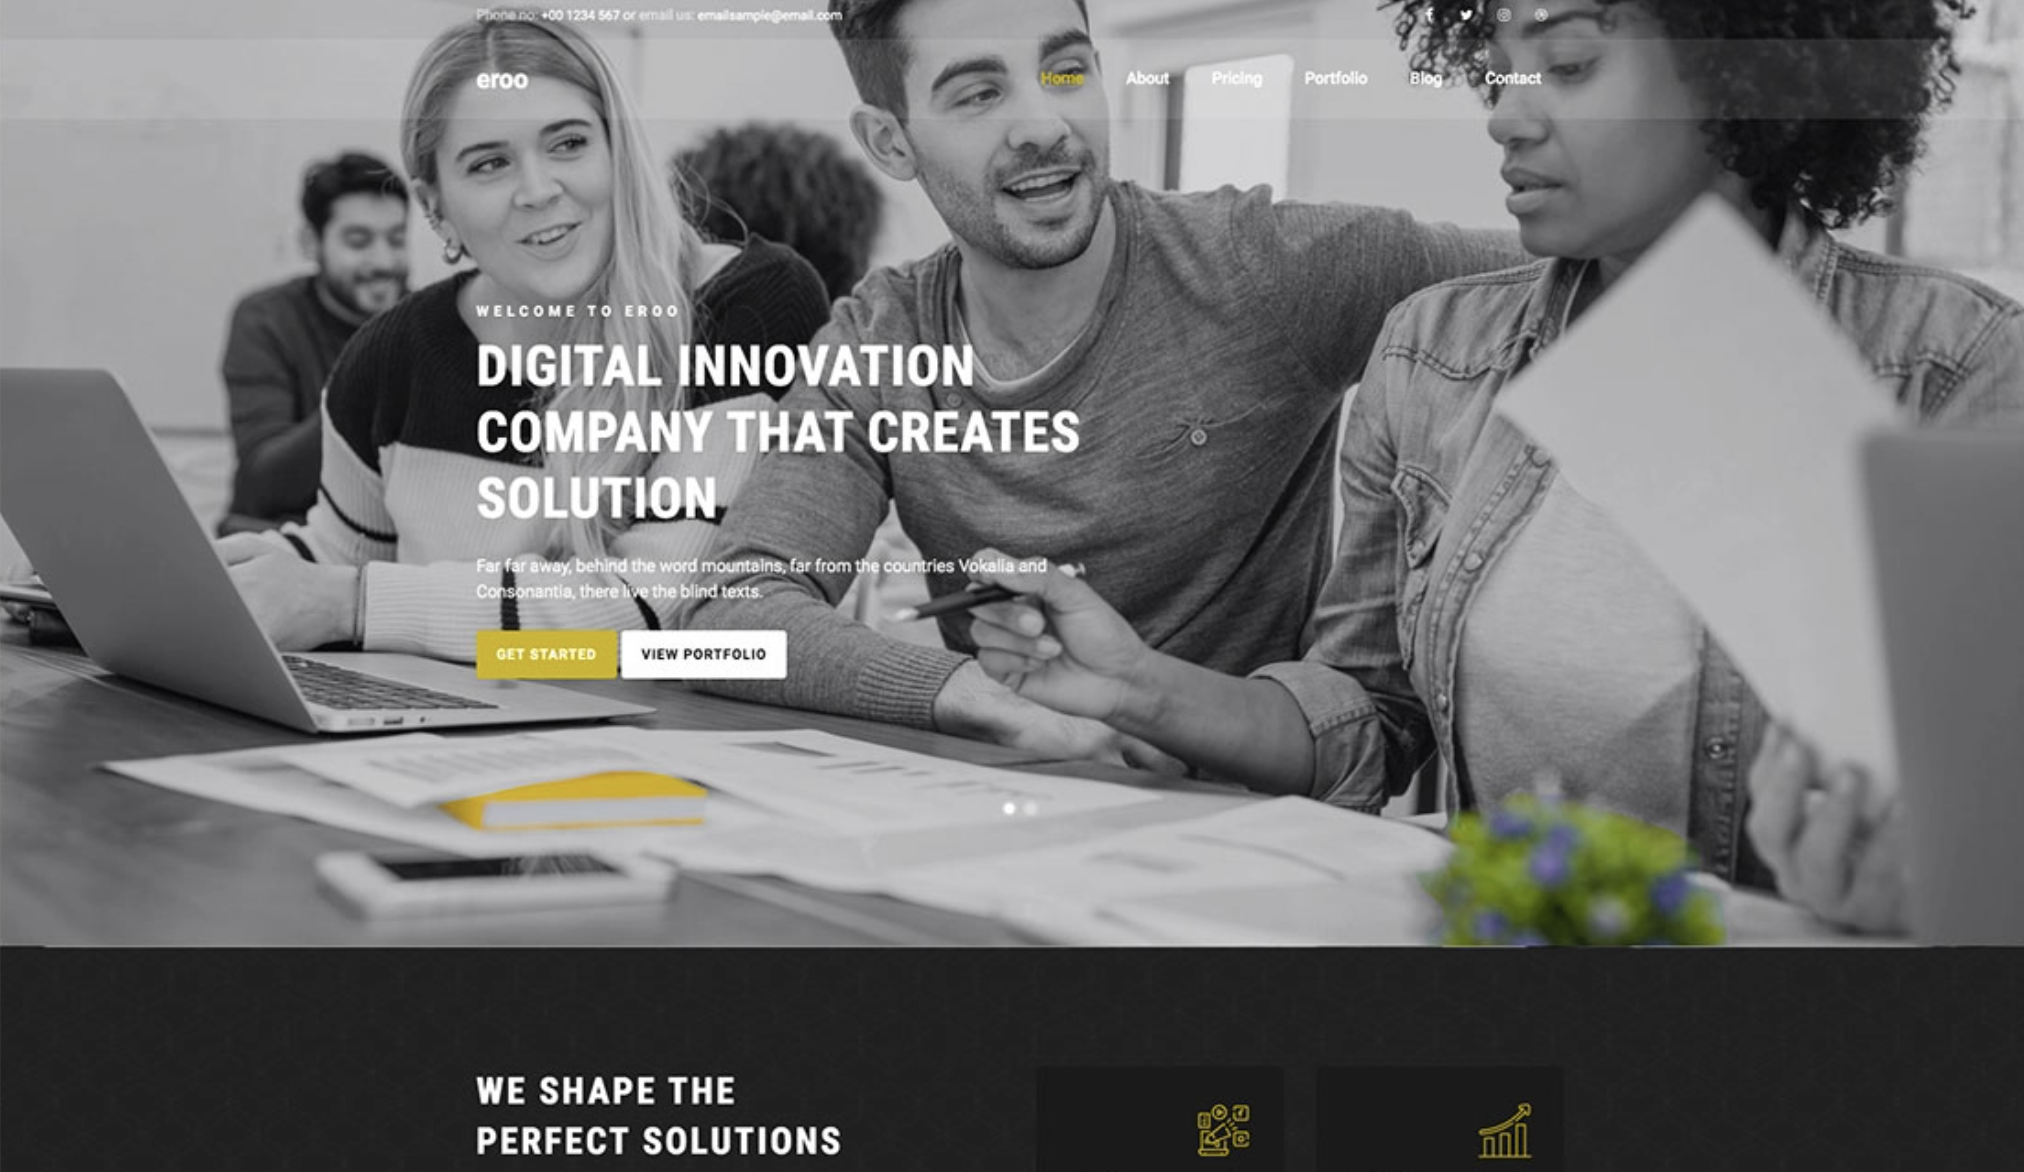 Phone no: +00 1234 567 or email us: emailsample@email.com
eroo
Home About Pricing Portfolio Blog Contact
WELCOME TO EROO
DIGITAL INNOVATION
COMPANY THAT CREATES
SOLUTION
Far far away, behind the word mountains, far from the countries Vokalia and
Consonantia, there live the blind texts.
GET STARTED VIEW PORTFOLIO
WE SHAPE THE
PERFECT SOLUTIONS